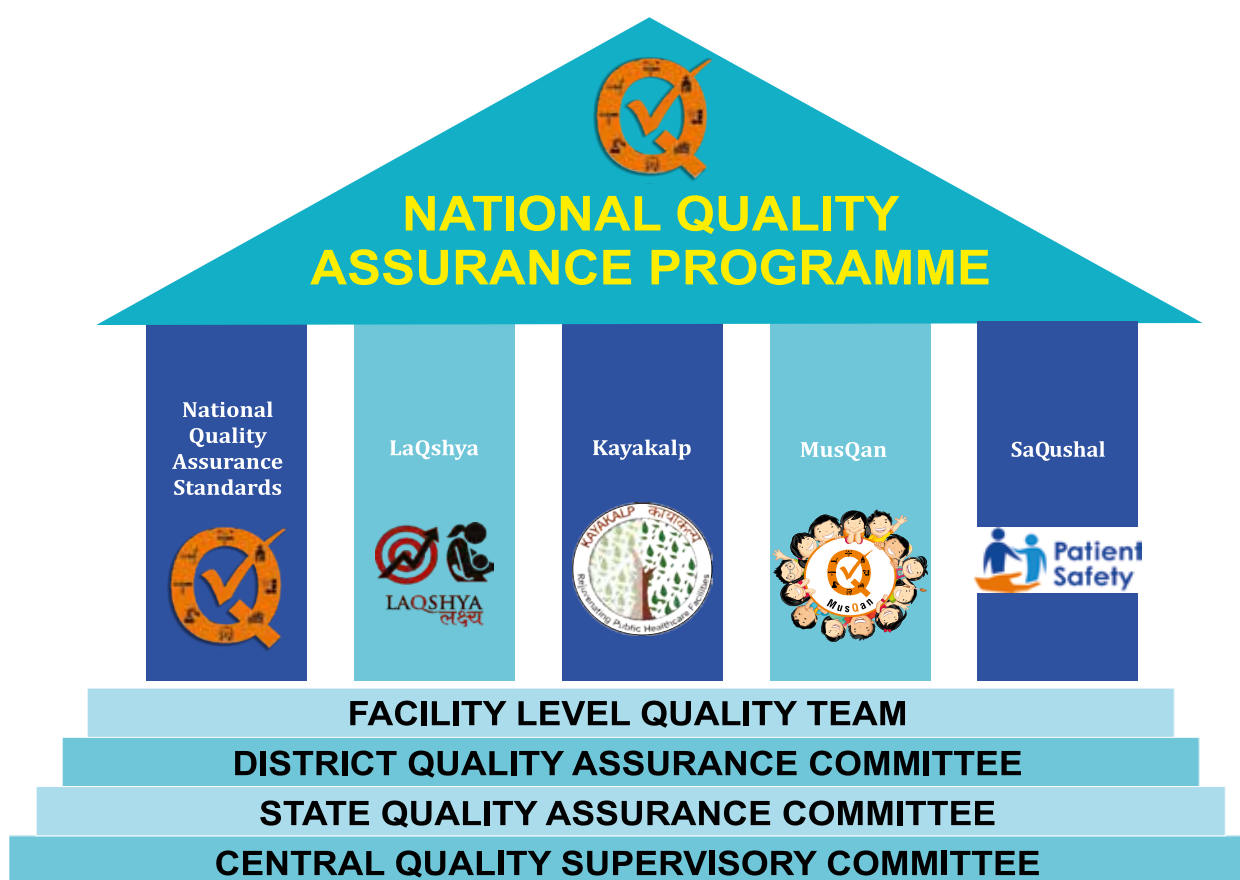 NATIONAL QUALITY
ASSURANCE PROGRAMME
National
Quality
Assurance
Standards
LaQshya
LAQSHYA
लक्ष्य
Kayakalp
KAYAKALP कायाकल्प
Rejuvenating Public Healthcare Facilities
MusQan
MusQan
SaQushal
Patient
Safety
FACILITY LEVEL QUALITY TEAM
DISTRICT QUALITY ASSURANCE COMMITTEE
STATE QUALITY ASSURANCE COMMITTEE
CENTRAL QUALITY SUPERVISORY COMMITTEE